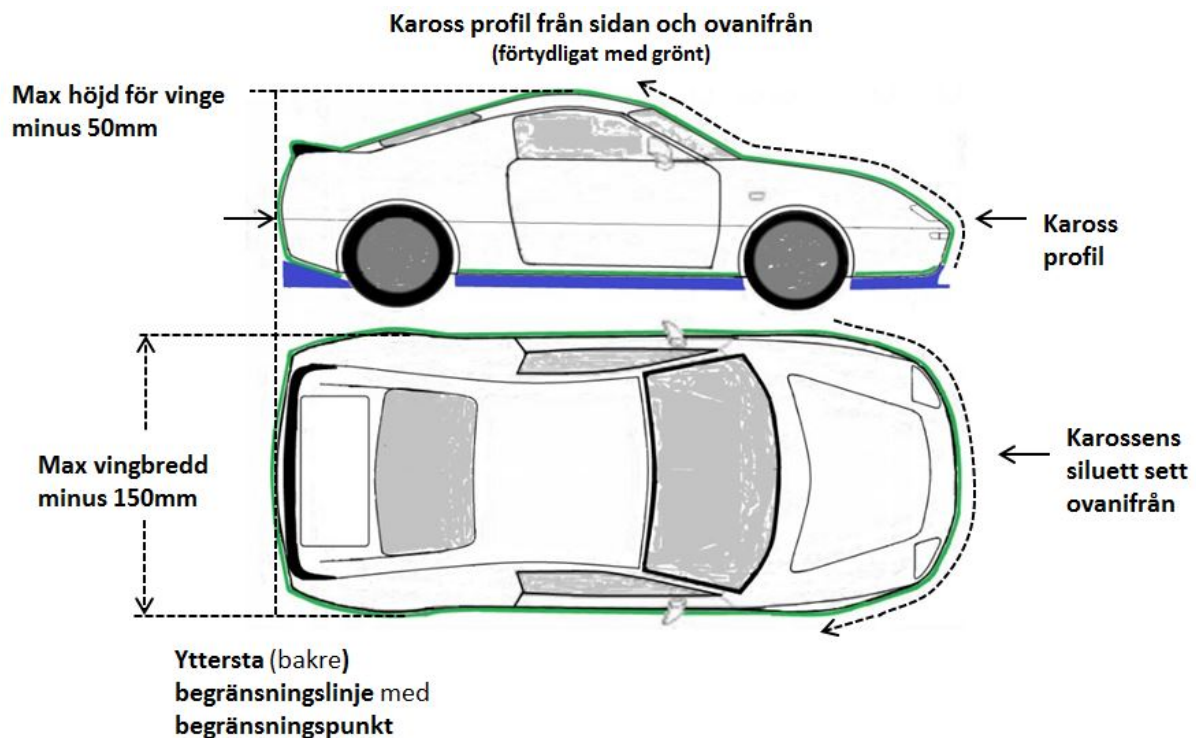 Kaross profil från sidan och ovanifrån
(förtydligat med grönt)
Max höjd för vinge
minus 50mm
Kaross
profil
Max vingbredd
minus 150mm
Karossens
siluett sett
ovanifrån
Yttersta (bakre)
begränsningslinje med
begränsningspunkt